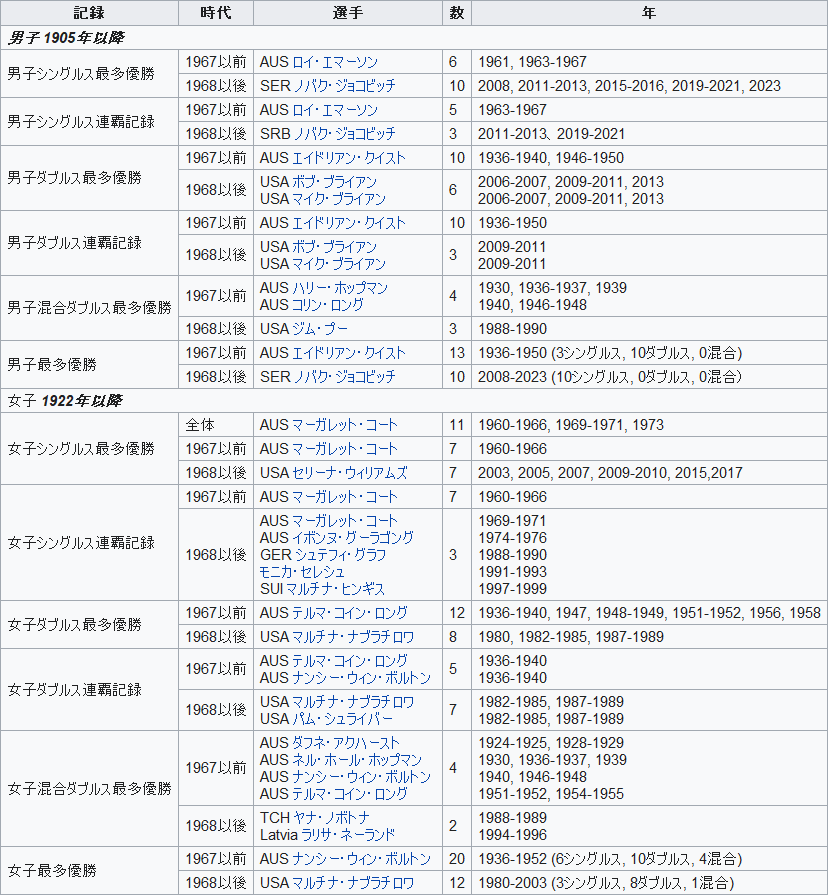 記録 時代 選手 数 年
男子 1905年以降
男子シングルス最多優勝 1967以前 AUS ロイ・エマーソン 6 1961, 1963-1967
1968以後 SER ノバク・ジョコビッチ 10 2008, 2011-2013, 2015-2016, 2019-2021, 2023
男子シングルス連覇記録 1967以前 AUS ロイ・エマーソン 5 1963-1967
1968以後 SRB ノバク・ジョコビッチ 3 2011-2013、2019-2021
男子ダブルス最多優勝 1967以前 AUS エイドリアン・クイスト 10 1936-1940, 1946-1950
1968以後 USA ボブ・ブライアン 6 2006-2007, 2009-2011, 2013
USA マイク・ブライアン 2006-2007, 2009-2011, 2013
男子ダブルス連覇記録 1967以前 AUS エイドリアン・クイスト 10 1936-1950
1968以後 USA ボブ・ブライアン 3 2009-2011
USA マイク・ブライアン 2009-2011
男子混合ダブルス最多優勝 1967以前 AUS ハリー・ホップマン 4 1930, 1936-1937, 1939
AUS コリン・ロング 1940, 1946-1948
1968以後 USA ジム・プー 3 1988-1990
男子最多優勝 1967以前 AUS エイドリアン・クイスト 13 1936-1950 (3シングルス, 10ダブルス, 0混合)
1968以後 SER ノバク・ジョコビッチ 10 2008-2023 (10シングルス, 0ダブルス, 0混合）
女子 1922年以降
女子シングルス最多優勝 全体 AUS マーガレット・コート 11 1960-1966, 1969-1971, 1973
1967以前 AUS マーガレット・コート 7 1960-1966
1968以後 USA セリーナ・ウィリアムズ 7 2003, 2005, 2007, 2009-2010, 2015,2017
女子シングルス連覇記録 1967以前 AUS マーガレット・コート 7 1960-1966
1968以後 AUS マーガレット・コート 3 1969-1971
AUS イボンヌ・グーラゴング 1974-1976
GER シュテフィ・グラフ 1988-1990
モニカ・セレシュ 1991-1993
SUI マルチナ・ヒンギス 1997-1999
女子ダブルス最多優勝 1967以前 AUS テルマ・コイン・ロング 12 1936-1940, 1947, 1948-1949, 1951-1952, 1956, 1958
1968以後 USA マルチナ・ナブラチロワ 8 1980, 1982-1985, 1987-1989
女子ダブルス連覇記録 1967以前 AUS テルマ・コイン・ロング 5 1936-1940
AUS ナンシー・ウィン・ボルトン 1936-1940
1968以後 USA マルチナ・ナブラチロワ 7 1982-1985, 1987-1989
USA パム・シュライバー 1982-1985, 1987-1989
女子混合ダブルス最多優勝 1967以前 AUS ダフネ・アクハースト 4 1924-1925, 1928-1929
AUS ネル・ホール・ホップマン 1930, 1936-1937, 1939
AUS ナンシー・ウィン・ボルトン 1940, 1946-1948
AUS テルマ・コイン・ロング 1951-1952, 1954-1955
1968以後 TCH ヤナ・ノボトナ 2 1988-1989
Latvia ラリサ・ネーランド 1994-1996
女子最多優勝 1967以前 AUS ナンシー・ウィン・ボルトン 20 1936-1952 (6シングルス, 10ダブルス, 4混合)
1968以後 USA マルチナ・ナブラチロワ 12 1980-2003 (3シングルス, 8ダブルス, 1混合)